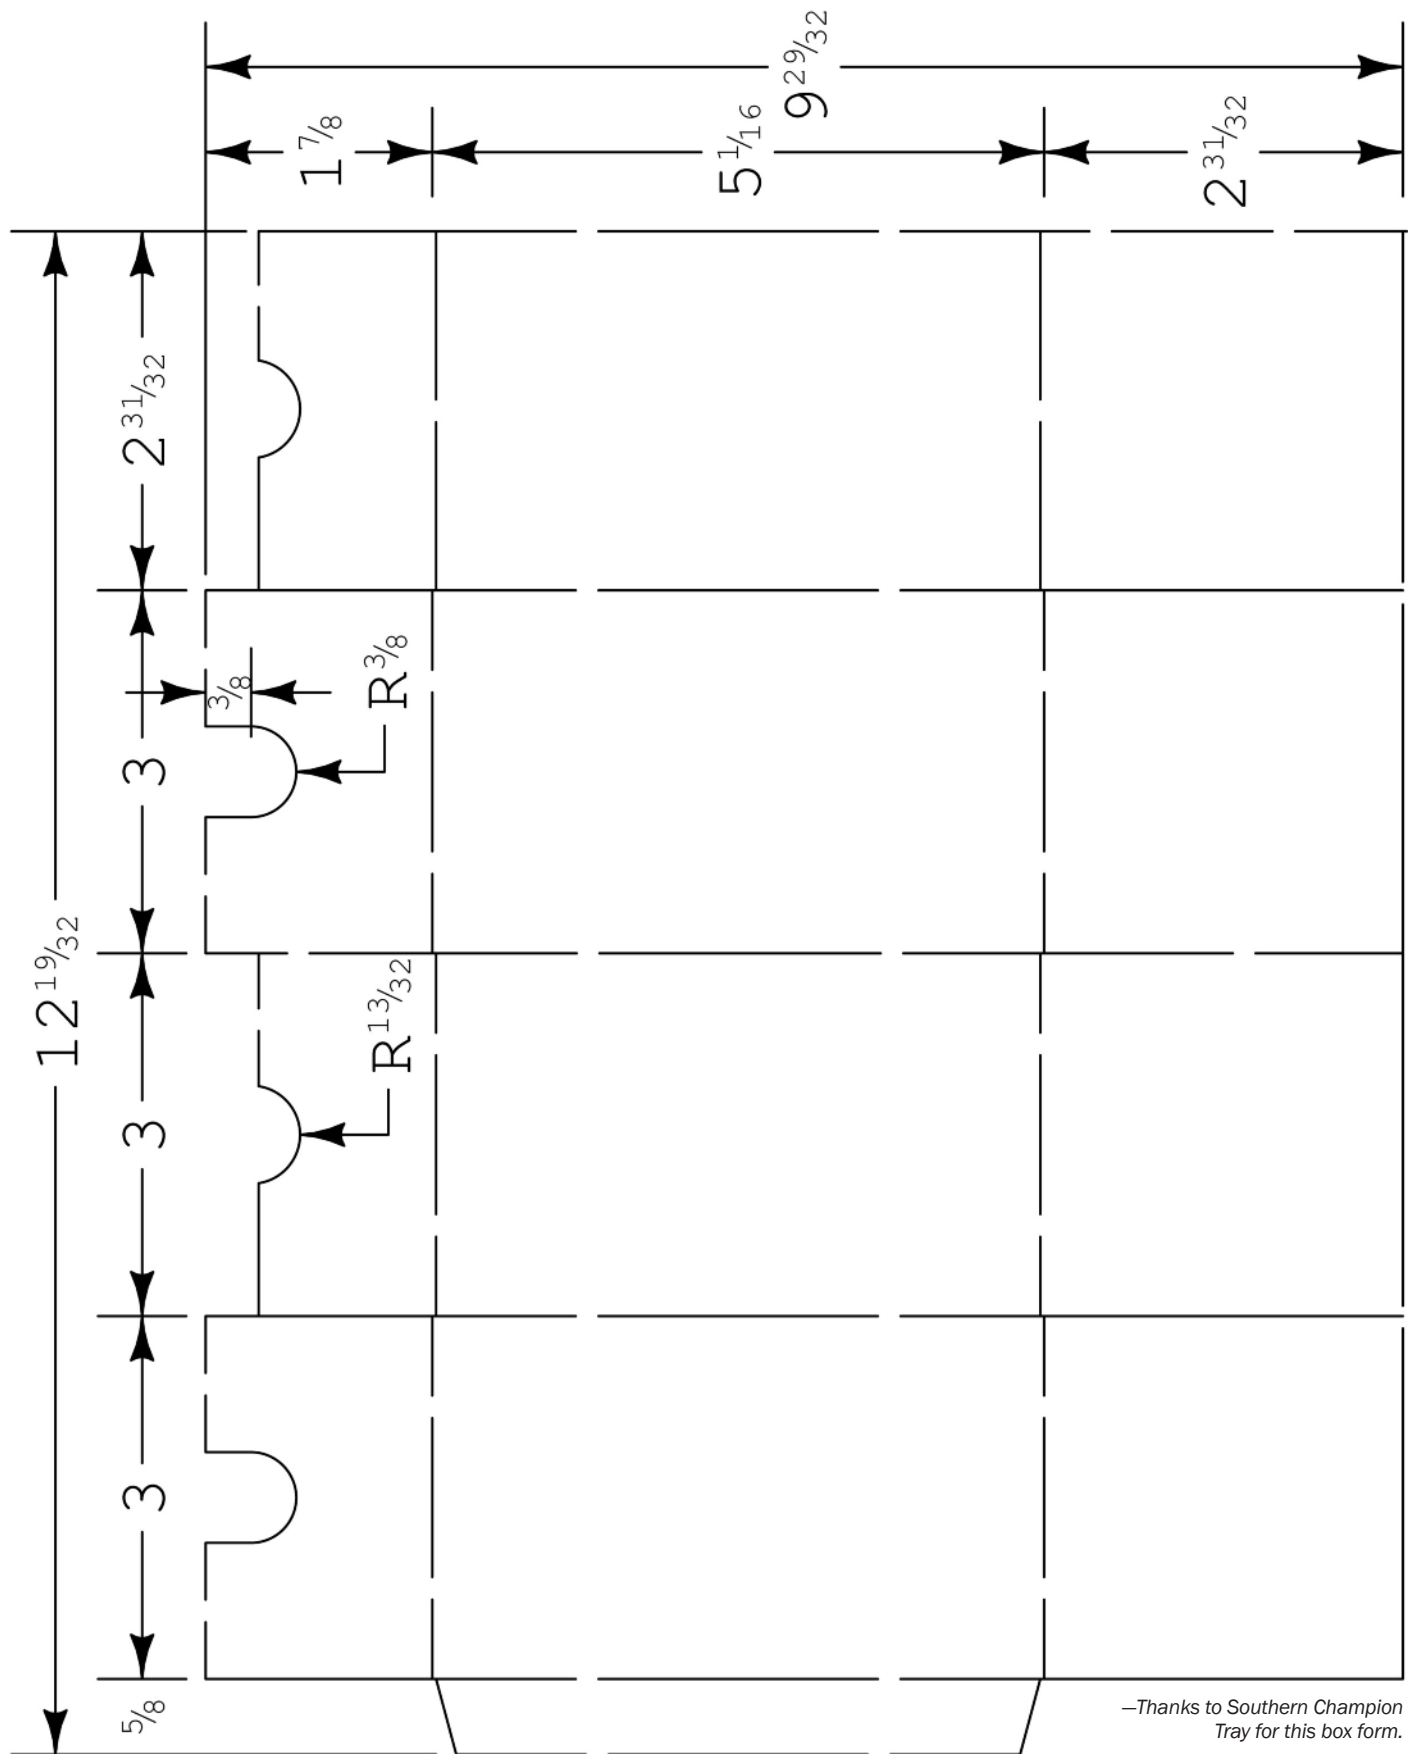 9 29/32
1 7/8
5 1/16
2 31/32
2 31/32
3/8
R 3/8
3
12 19/32
R 13/32
3
3
5/8
—Thanks to Southern Champion
Tray for this box form.